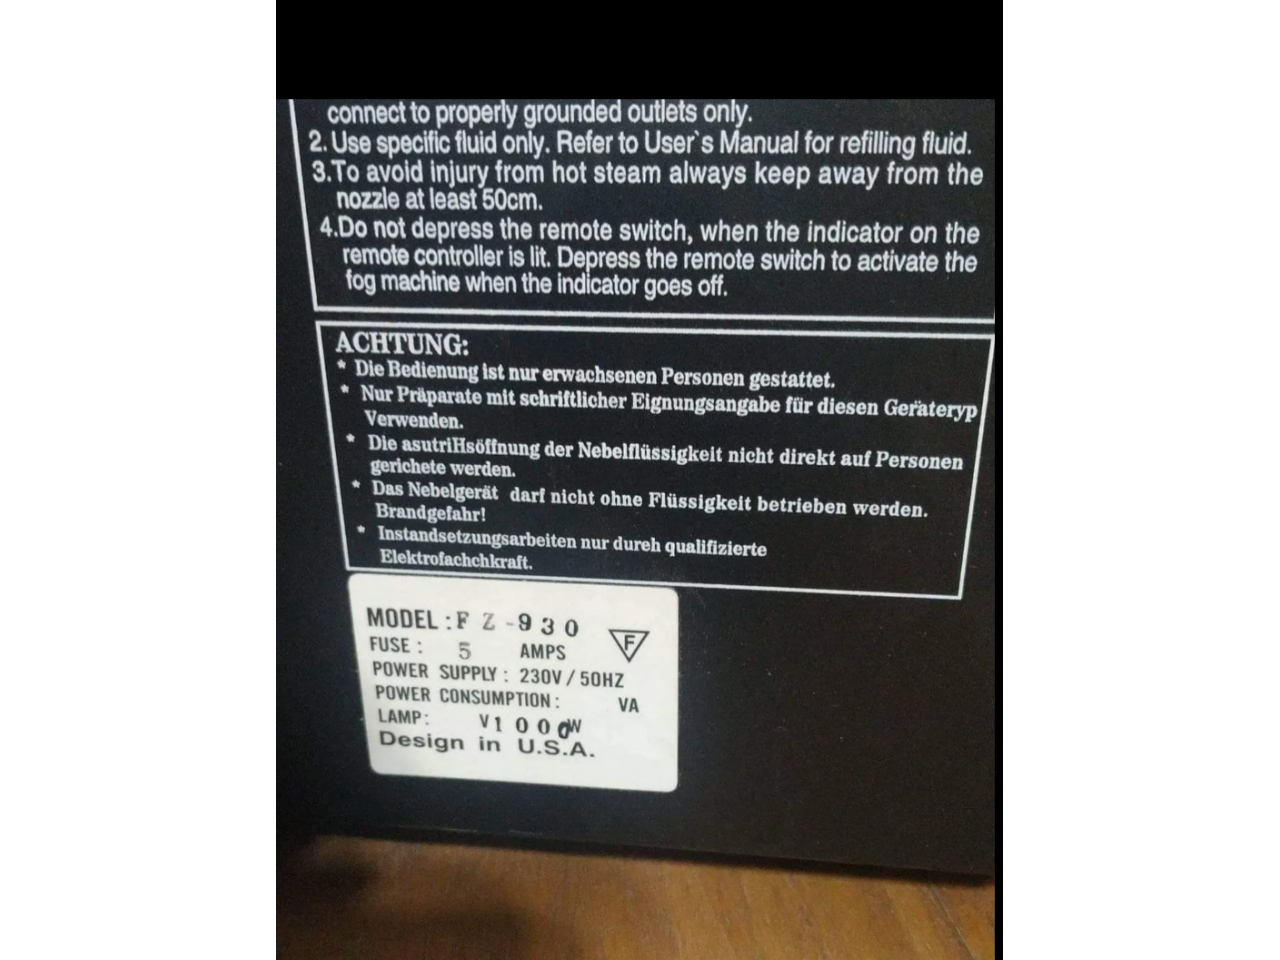 connect to properly grounded outlets only.
2. Use specific fluid only. Refer to User`s Manual for refilling fluid.
3.To avoid injury from hot steam always keep away from the
nozzle at least 50cm.
4.Do not depress the remote switch, when the indicator on the
remote controller is lit. Depress the remote switch to activate the
fog machine when the indicator goes off.
ACHTUNG:
* Die Bedienung ist nur erwachsenen Personen gestattet.
* Nur Präparate mit schriftlicher Eignungsangabe für diesen Geräteryp
Verwenden.
* Die asutriHsöffnung der Nebelflüssigkeit nicht direkt auf Personen
gerichete werden.
* Das Nebelgerät darf nicht ohne Flüssigkeit betrieben werden.
Brandgefahr!
* Instandsetzungsarbeiten nur dureh qualifizierte
Elektrofachchkraft.
MODEL : F Z - 9 3 0
F
FUSE : 5 AMPS
POWER SUPPLY : 230V / 50HZ
POWER CONSUMPTION : VA
LAMP: V 1 0 0 0 W
Design in U.S.A.